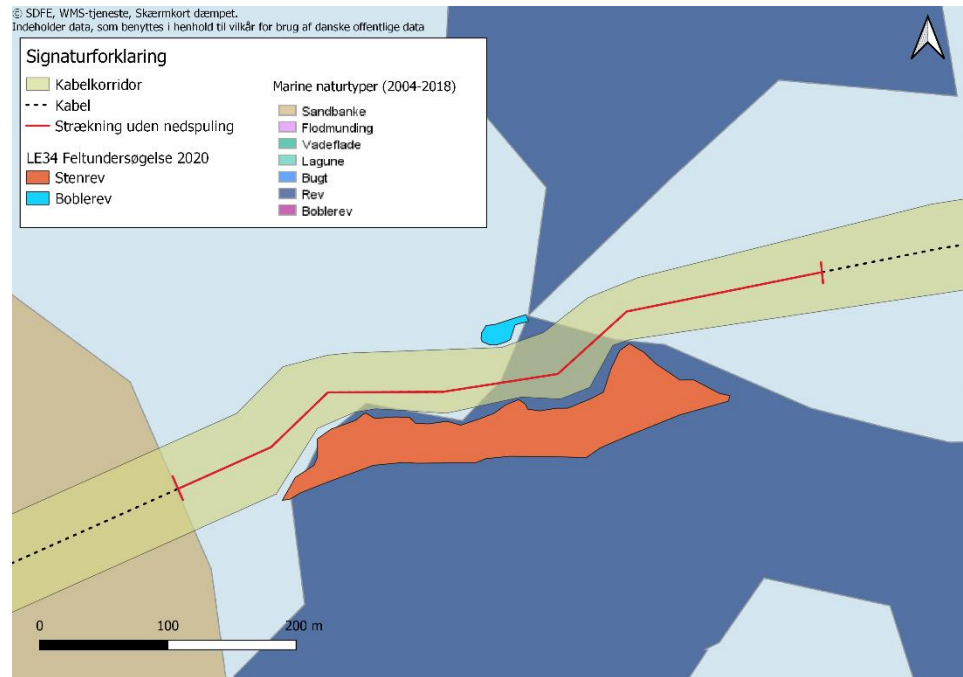 © SDFE, WMS-tjeneste, Skærmkort dæmpet.
Indeholder data, som benyttes i henhold til vilkår for brug af danske offentlige data
Signaturforklaring
Kabelkorridor
Kabel
Strækning uden nedspuling
LE34 Feltundersøgelse 2020
Stenrev
Boblerev
Marine naturtyper (2004-2018)
Sandbanke
Flodmunding
Vadeflade
Lagune
Bugt
Rev
Boblerev
0 100 200 m